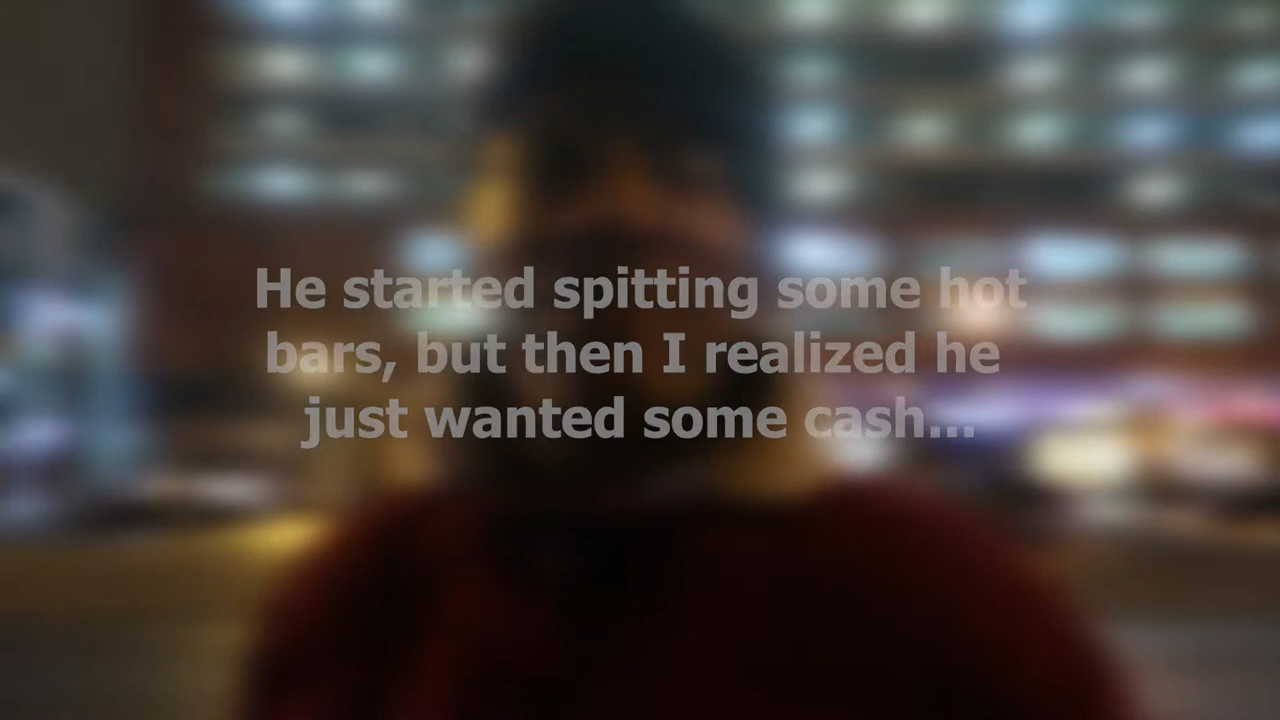 He started spitting some hot
bars, but then I realized he
just wanted some cash...